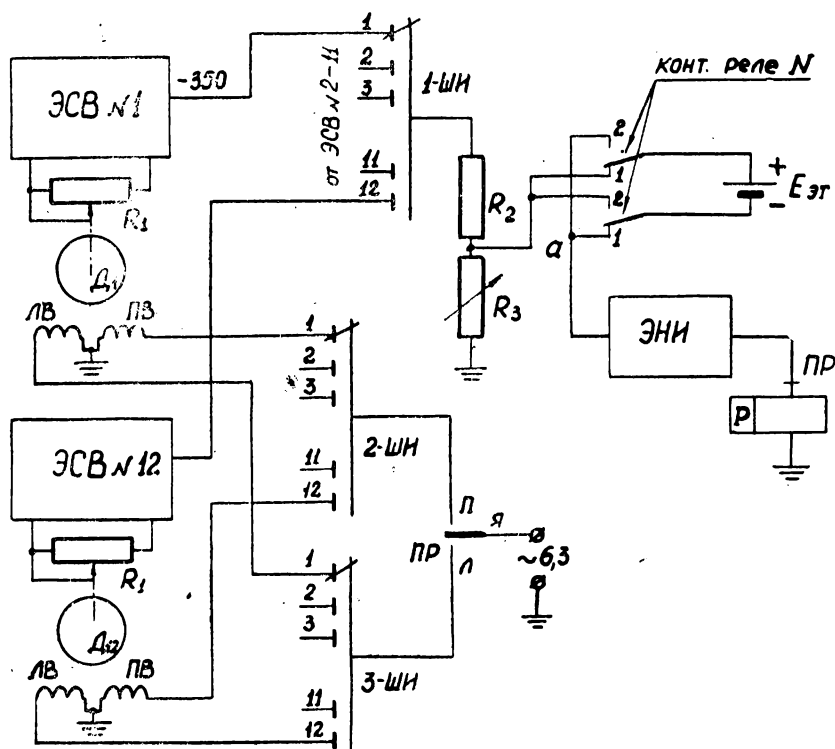 ЭСВ №1
-350
1
2
3
11
12
от ЭСВ № 2-11
1-ШИ
R1
Д1
ЛВ
ПВ
R2
R3
конт. реле N
2
1
2
1
+
-
Eэт
а
ЭНИ
ПР
Р
1
2
3
11
12
2-ШИ
ЭСВ №12
R1
Д12
ЛВ
ПВ
П
Я
ПР
Л
~6,3
1
2
3
11
12
3-ШИ